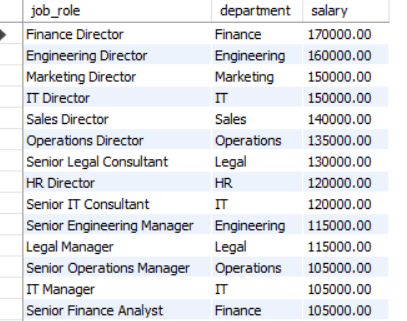 job_role department salary
Finance Director Finance 170000.00
Engineering Director Engineering 160000.00
Marketing Director Marketing 150000.00
IT Director IT 150000.00
Sales Director Sales 140000.00
Operations Director Operations 135000.00
Senior Legal Consultant Legal 130000.00
HR Director HR 120000.00
Senior IT Consultant IT 120000.00
Senior Engineering Manager Engineering 115000.00
Legal Manager Legal 115000.00
Senior Operations Manager Operations 105000.00
IT Manager IT 105000.00
Senior Finance Analyst Finance 105000.00